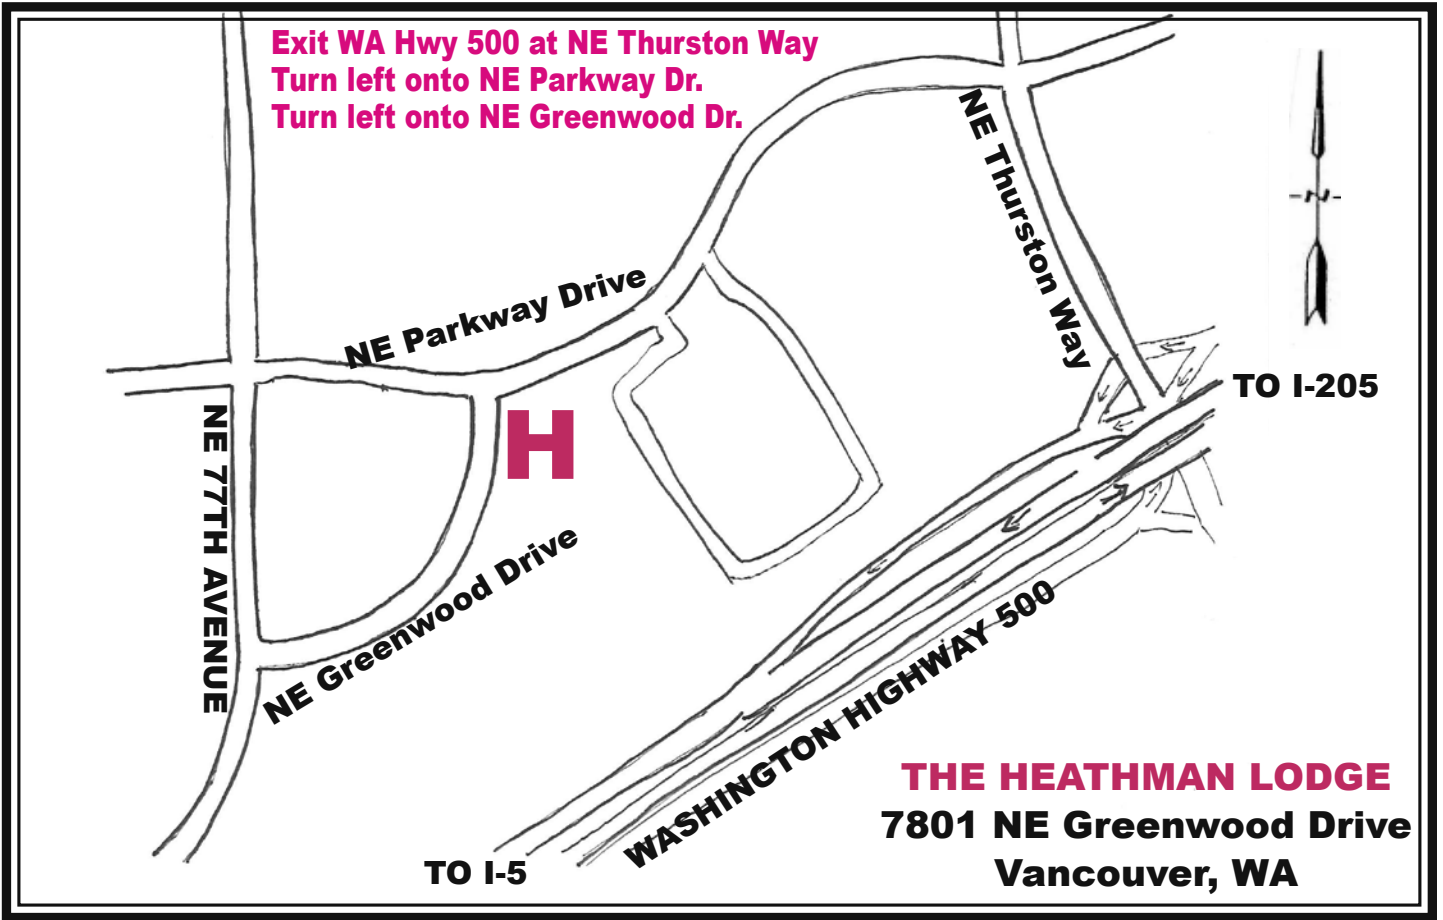 Exit WA Hwy 500 at NE Thurston Way
Turn left onto NE Parkway Dr.
Turn left onto NE Greenwood Dr.
NE Thurston Way
N
NE Parkway Drive
TO I-205
H
NE 77TH AVENUE
NE Greenwood Drive
WASHINGTON HIGHWAY 500
TO I-5
THE HEATHMAN LODGE
7801 NE Greenwood Drive
Vancouver, WA